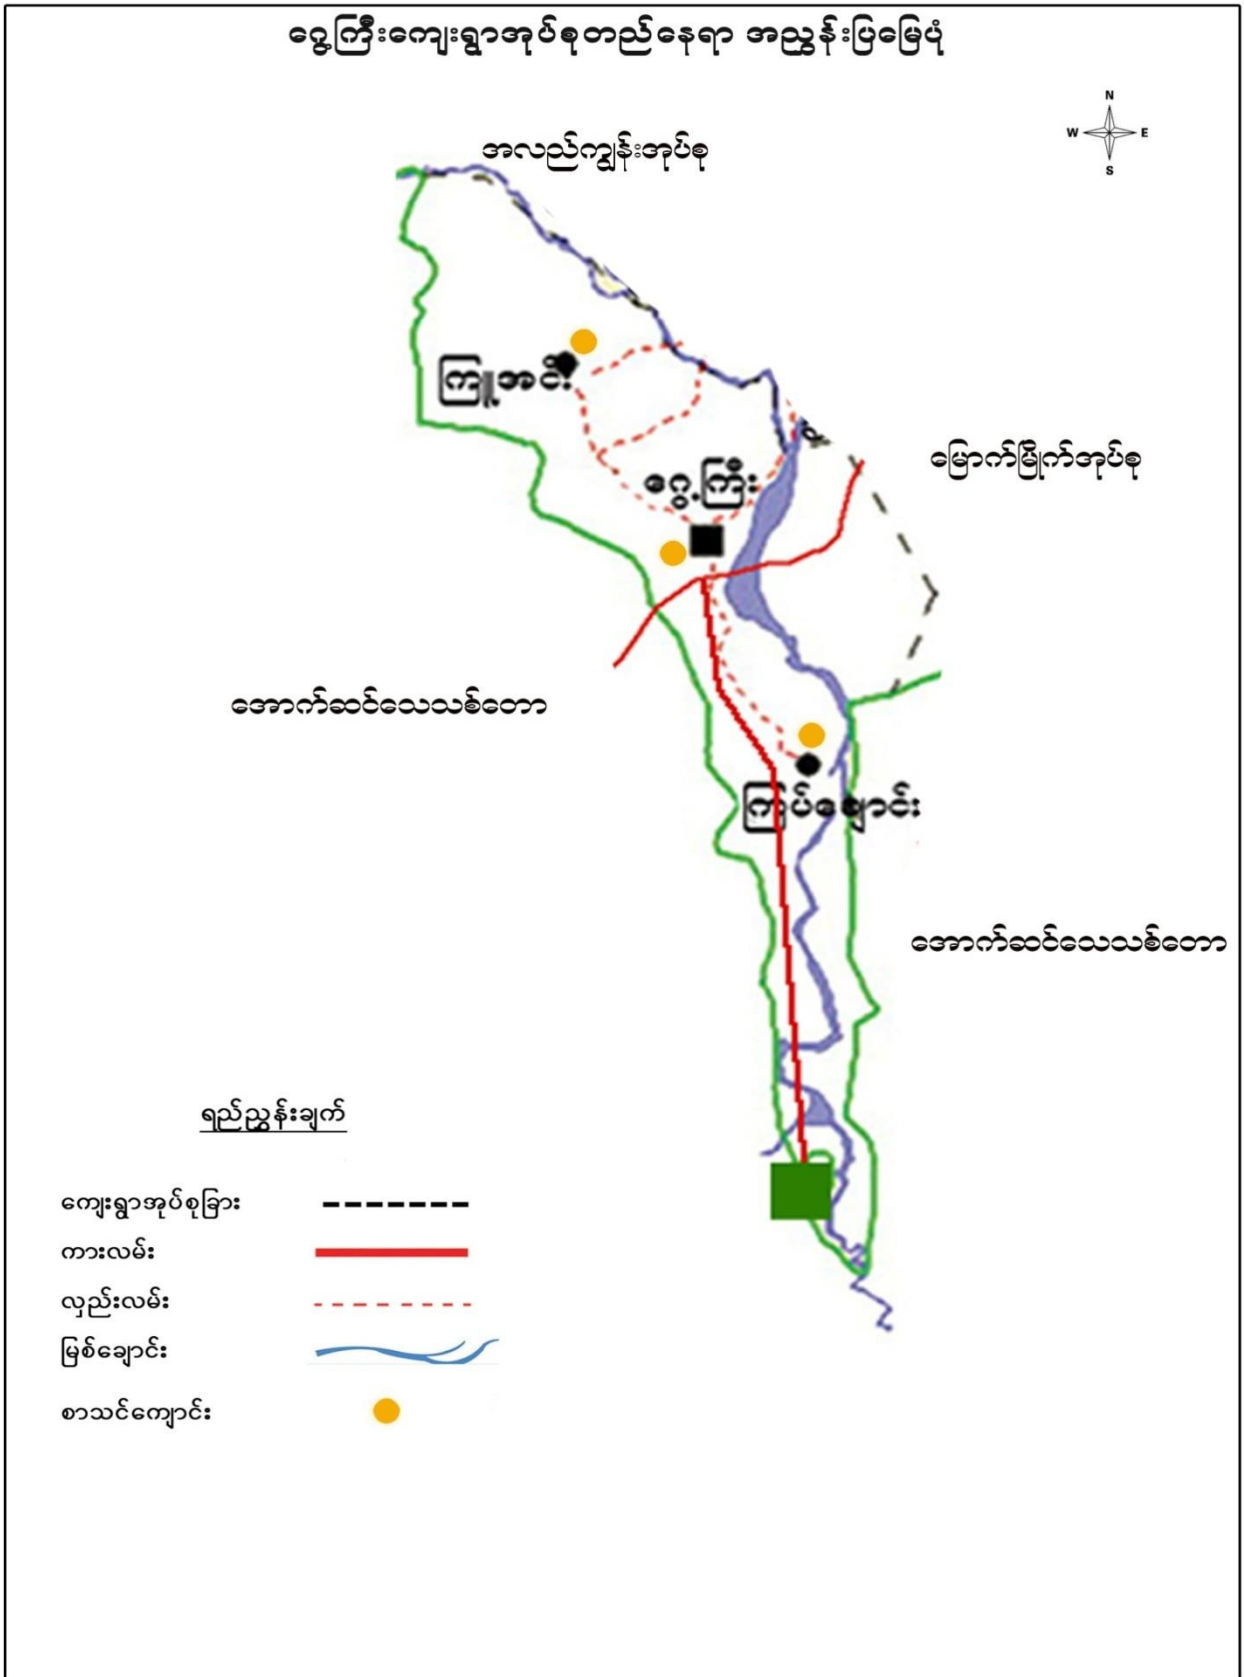 ငွေ့ကြီးကျေးရွာအုပ်စုတည်နေရာ အညွှန်းပြမြေပုံ
N
W E
S
အလည်ကျွန်းအုပ်စု
ကြူအင်း
မြောက်မြိုက်အုပ်စု
ငွေ့ကြီး
အောက်ဆင်သေသစ်တော
ကြပ်ချောင်း
အောက်ဆင်သေသစ်တော
ရည်ညွှန်းချက်
ကျေးရွာအုပ်စုခြား
ကားလမ်း
လှည်းလမ်း
မြစ်ချောင်း
စာသင်ကျောင်း